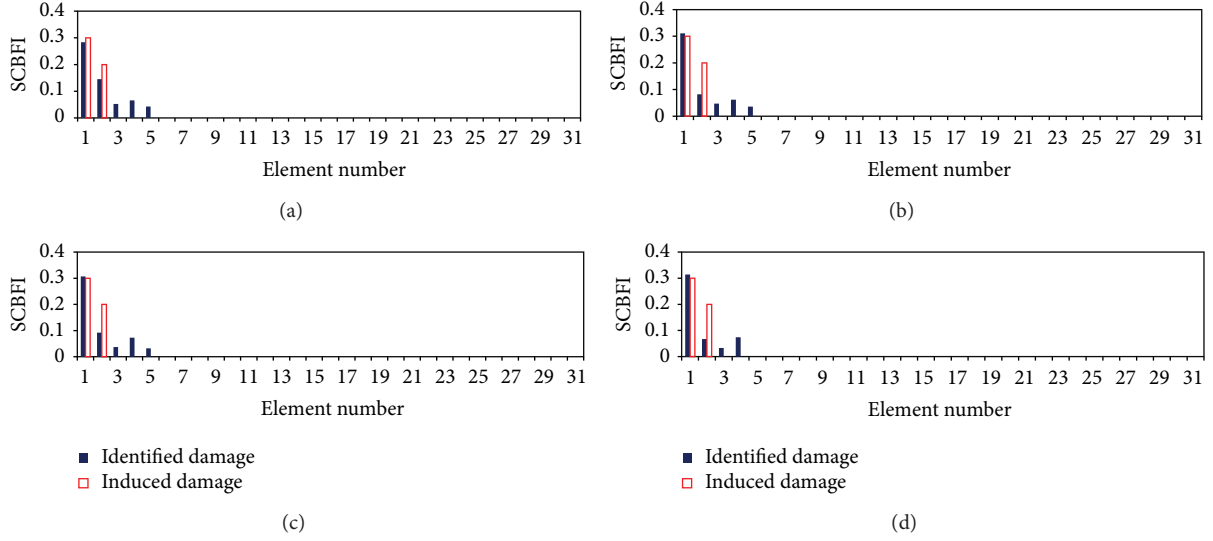 SCBFI
0.4
0.3
0.2
0.1
0
1 3 5 7 9 11 13 15 17 19 21 23 25 27 29 31
Element number
(a)
SCBFI
0.4
0.3
0.2
0.1
0
1 3 5 7 9 11 13 15 17 19 21 23 25 27 29 31
Element number
(b)
SCBFI
0.4
0.3
0.2
0.1
0
1 3 5 7 9 11 13 15 17 19 21 23 25 27 29 31
Element number
Identified damage
Induced damage
(c)
SCBFI
0.4
0.3
0.2
0.1
0
1 3 5 7 9 11 13 15 17 19 21 23 25 27 29 31
Element number
Identified damage
Induced damage
(d)